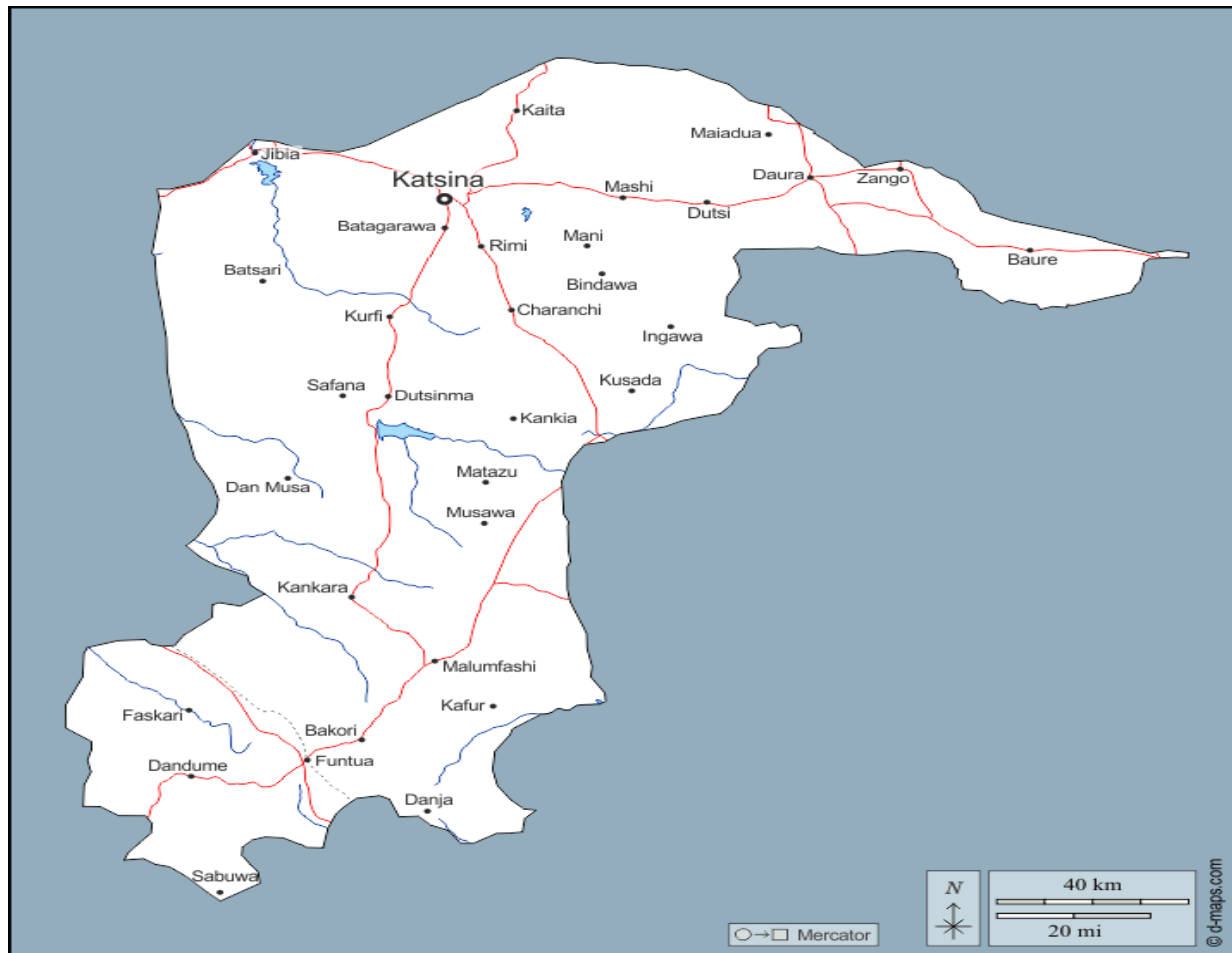 Kaita
Maiadua
Jibia
Katsina
Daura
Zango
Mashi
Dutsi
Batagarawa
Rimi
Mani
Baure
Batsari
Bindawa
Charanchi
Kurfi
Ingawa
Safana
Dutsinma
Kusada
Kankia
Matazu
Dan Musa
Musawa
Kankara
Malumfashi
Kafur
Faskari
Bakori
Funtua
Dandume
Danja
Sabuwa
N
40 km
20 mi
Mercator
© d-maps.com